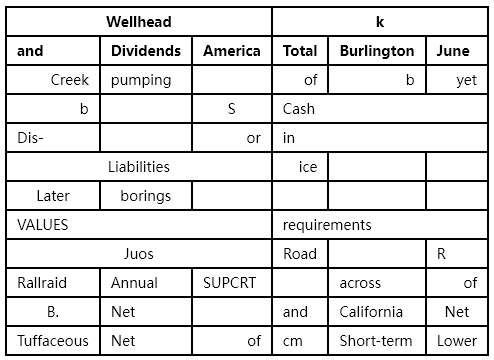 Wellhead k
and Dividends America Total Burlington June
Creek pumping of b yet
b S Cash
Dis- or in
Liabilities ice
Later borings
VALUES requirements
Juos Road R
Rallraid Annual SUPCRT across of
B. Net and California Net
Tuffaceous Net of cm Short-term Lower